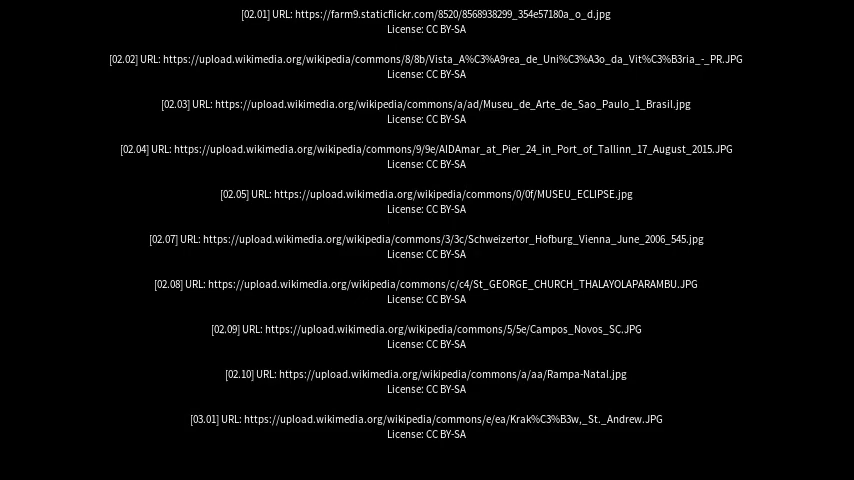 [02.01] URL: https://farm9.staticflickr.com/8520/8568938299_354e57180a_o_d.jpg
License: CC BY-SA
[02.02] URL: https://upload.wikimedia.org/wikipedia/commons/8/8b/Vista_A%C3%A9rea_de_Uni%C3%A3o_da_Vit%C3%B3ria_-_PR.JPG
License: CC BY-SA
[02.03] URL: https://upload.wikimedia.org/wikipedia/commons/a/ad/Museu_de_Arte_de_Sao_Paulo_1_Brasil.jpg
License: CC BY-SA
[02.04] URL: https://upload.wikimedia.org/wikipedia/commons/9/9e/AIDAmar_at_Pier_24_in_Port_of_Tallinn_17_August_2015.JPG
License: CC BY-SA
[02.05] URL: https://upload.wikimedia.org/wikipedia/commons/0/0f/MUSEU_ECLIPSE.jpg
License: CC BY-SA
[02.07] URL: https://upload.wikimedia.org/wikipedia/commons/3/3c/Schweizertor_Hofburg_Vienna_June_2006_545.jpg
License: CC BY-SA
[02.08] URL: https://upload.wikimedia.org/wikipedia/commons/c/c4/St_GEORGE_CHURCH_THALAYOLAPARAMBU.JPG
License: CC BY-SA
[02.09] URL: https://upload.wikimedia.org/wikipedia/commons/5/5e/Campos_Novos_SC.JPG
License: CC BY-SA
[02.10] URL: https://upload.wikimedia.org/wikipedia/commons/a/aa/Rampa-Natal.jpg
License: CC BY-SA
[03.01] URL: https://upload.wikimedia.org/wikipedia/commons/e/ea/Krak%C3%B3w,_St._Andrew.JPG
License: CC BY-SA